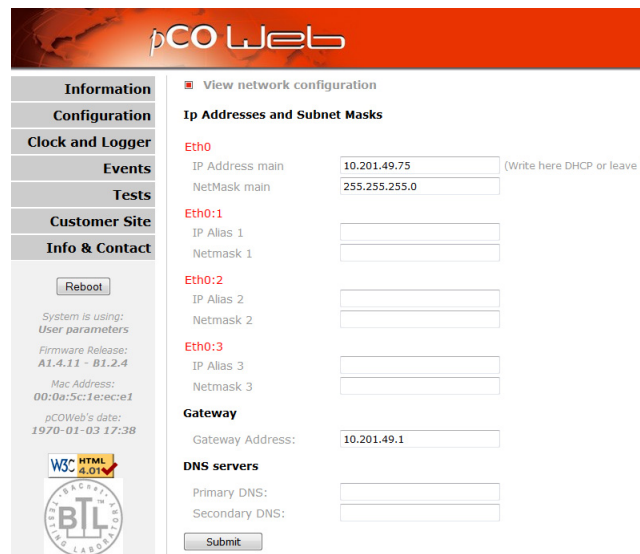 pCO Web
Information
Configuration
Clock and Logger
Events
Tests
Customer Site
Info & Contact
Reboot
System is using:
User parameters
Firmware Release:
A1.4.11 - B1.2.4
Mac Address:
00:0a:5c:1e:ec:e1
pCOWeb's date:
1970-01-03 17:38
W3C HTML 4.01
BACnet
TESTING LABORATO
BTL
TM
View network configuration
Ip Addresses and Subnet Masks
Eth0
IP Address main 10.201.49.75 (Write here DHCP or leave
NetMask main 255.255.255.0
Eth0:1
IP Alias 1
Netmask 1
Eth0:2
IP Alias 2
Netmask 2
Eth0:3
IP Alias 3
Netmask 3
Gateway
Gateway Address: 10.201.49.1
DNS servers
Primary DNS:
Secondary DNS:
Submit